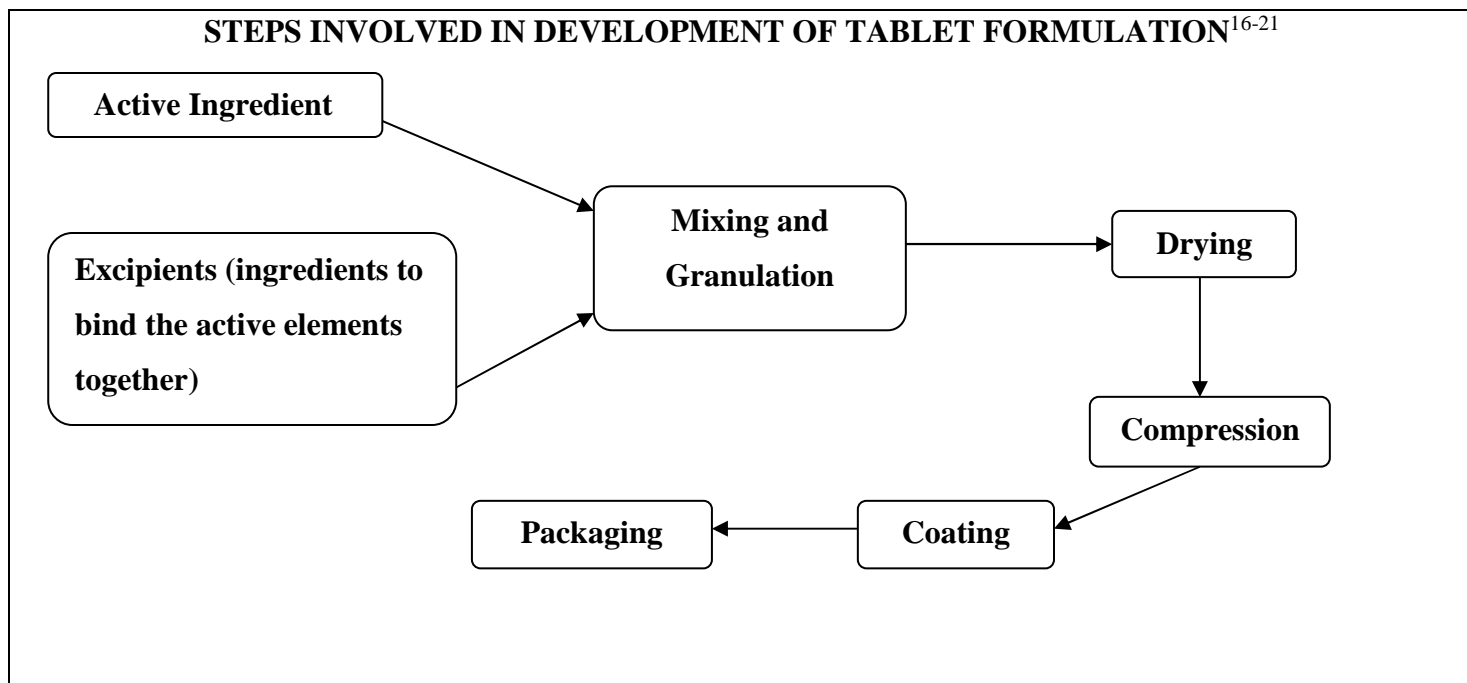 STEPS INVOLVED IN DEVELOPMENT OF TABLET FORMULATION16-21
Active Ingredient
Excipients (ingredients to
bind the active elements
together)
Mixing and
Granulation
Drying
Compression
Coating
Packaging